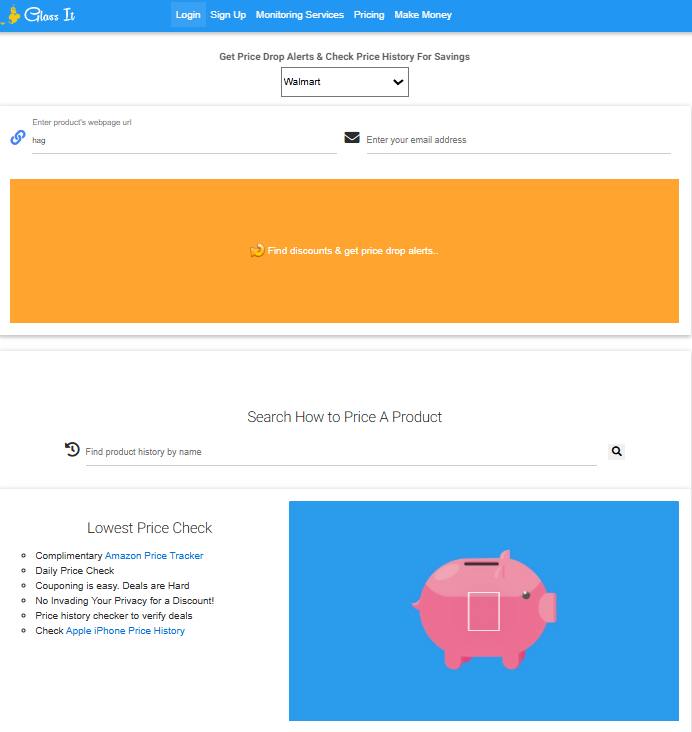 Glass It
Login Sign Up Monitoring Services Pricing Make Money
Get Price Drop Alerts & Check Price History For Savings
Walmart
Enter product's webpage url
hag
Enter your email address
Find discounts & get price drop alerts..
Search How to Price A Product
Find product history by name
Lowest Price Check
Complimentary Amazon Price Tracker
Daily Price Check
Couponing is easy. Deals are Hard
No Invading Your Privacy for a Discount!
Price history checker to verify deals
Check Apple iPhone Price History